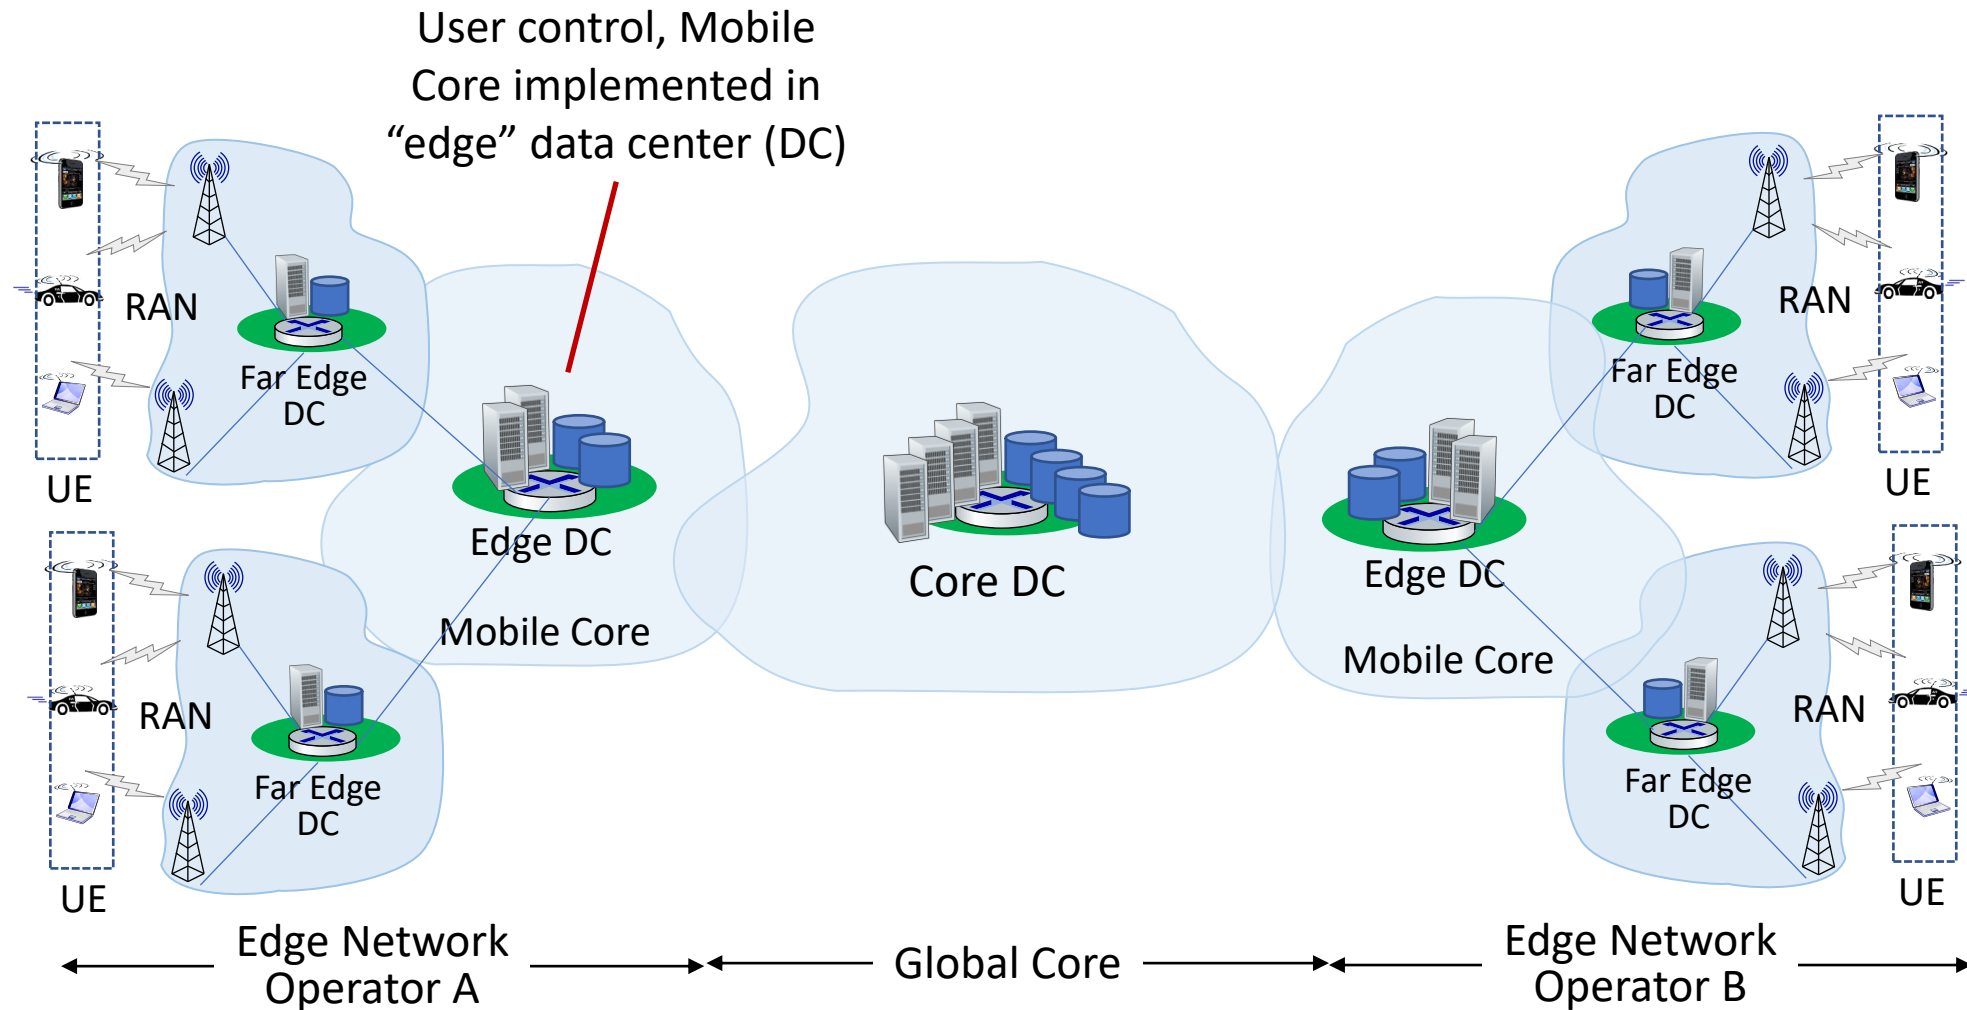 User control, Mobile
Core implemented in
“edge” data center (DC)
RAN
Far Edge
DC
UE
Edge DC
Mobile Core
RAN
Far Edge
DC
UE
Core DC
Edge DC
Mobile Core
RAN
Far Edge
DC
UE
RAN
Far Edge
DC
UE
Edge Network
Operator A
Global Core
Edge Network
Operator B